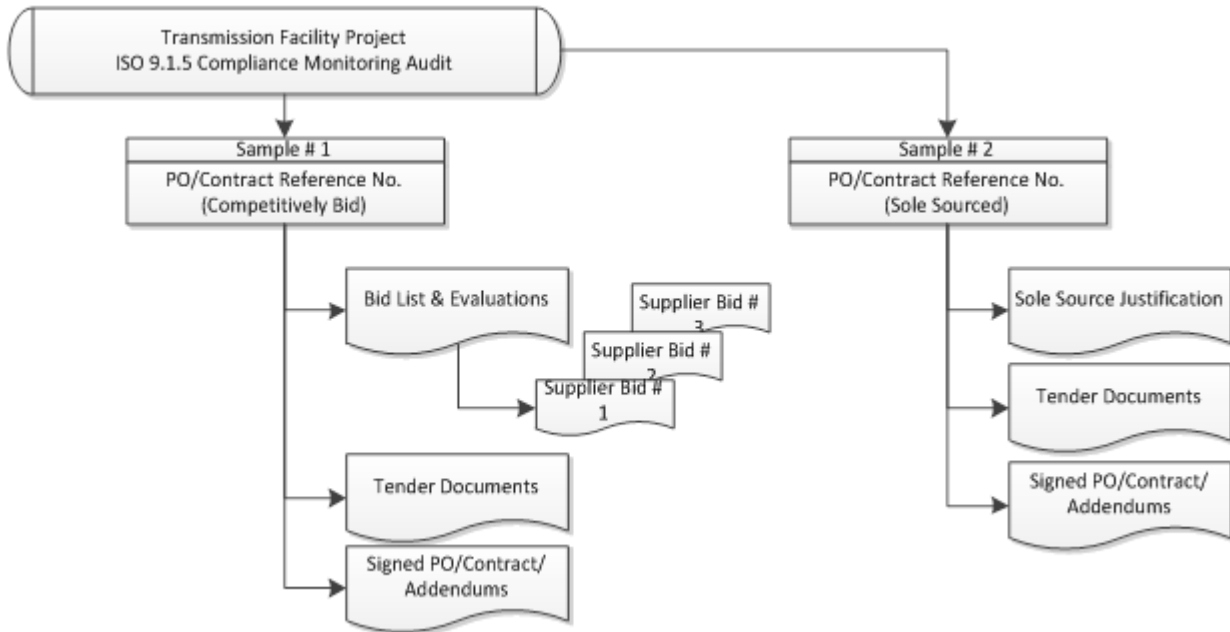 Transmission Facility Project
ISO 9.1.5 Compliance Monitoring Audit
Sample # 1
PO/Contract Reference No.
(Competitively Bid)
Bid List & Evaluations
Supplier Bid #
3
Supplier Bid #
2
Supplier Bid #
1
Tender Documents
Signed PO/Contract/
Addendums
Sample # 2
PO/Contract Reference No.
(Sole Sourced)
Sole Source Justification
Tender Documents
Signed PO/Contract/
Addendums